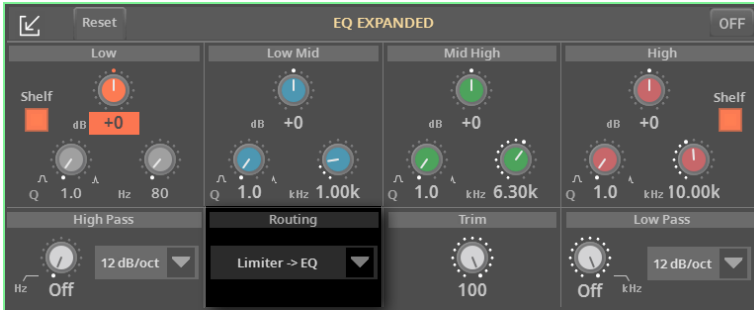 Reset EQ EXPANDED OFF
Low Low Mid Mid High High
Shelf Shelf
dB +0 dB +0 dB +0 dB +0
Q 1.0 Hz 80 Q 1.0 kHz 1.00k Q 1.0 kHz 6.30k Q 1.0 kHz 10.00k
High Pass Routing Trim Low Pass
12 dB/oct Limiter -> EQ 12 dB/oct
Hz Off 100 Off kHz